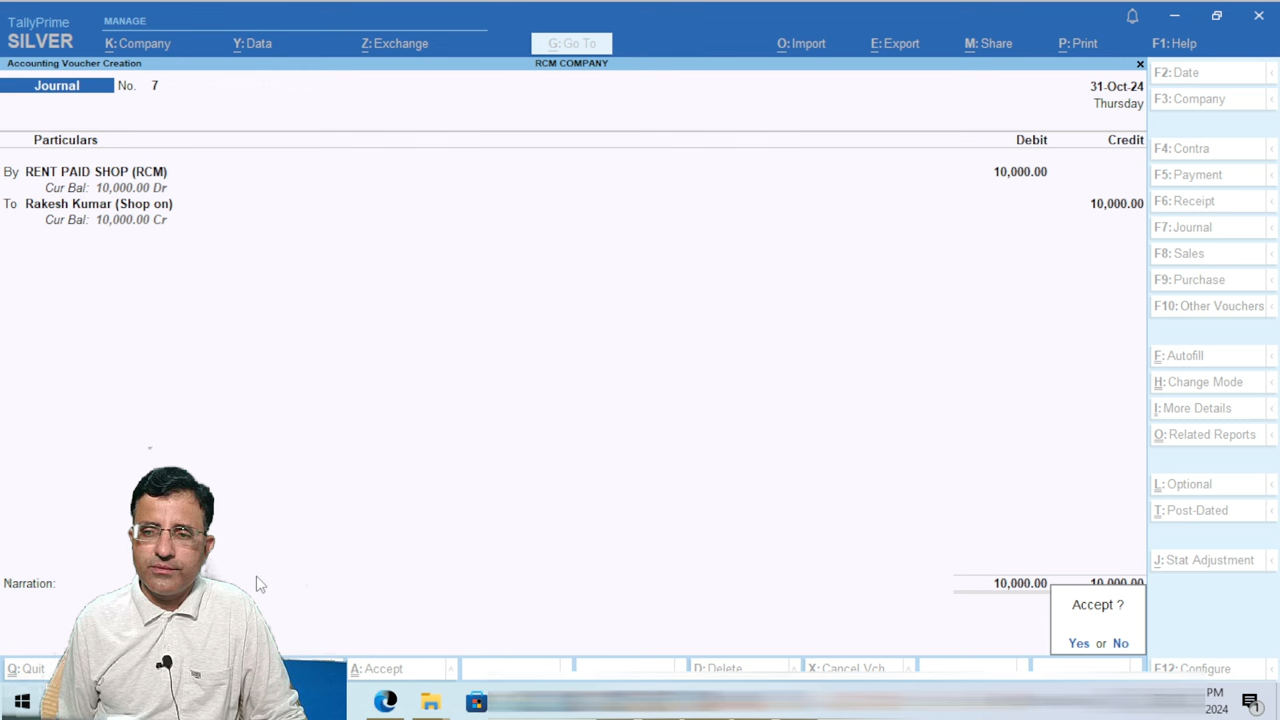 TallyPrime
SILVER
MANAGE
K: Company
Y: Data
Z: Exchange
G: Go To
O: Import
E: Export
M: Share
P: Print
F1: Help
Accounting Voucher Creation
RCM COMPANY
Journal No. 7
31-Oct-24
Thursday
Particulars Debit Credit
By RENT PAID SHOP (RCM) 10,000.00
Cur Bal: 10,000.00 Dr
To Rakesh Kumar (Shop on) 10,000.00
Cur Bal: 10,000.00 Cr
Narration: 10,000.00 10,000.00
Accept ?
Yes or No
Q: Quit
A: Accept
D: Delete
X: Cancel Vch
F2: Date
F3: Company
F4: Contra
F5: Payment
F6: Receipt
F7: Journal
F8: Sales
F9: Purchase
F10: Other Vouchers
F: Autofill
H: Change Mode
I: More Details
O: Related Reports
L: Optional
T: Post-Dated
J: Stat Adjustment
F12: Configure
PM
2024
1